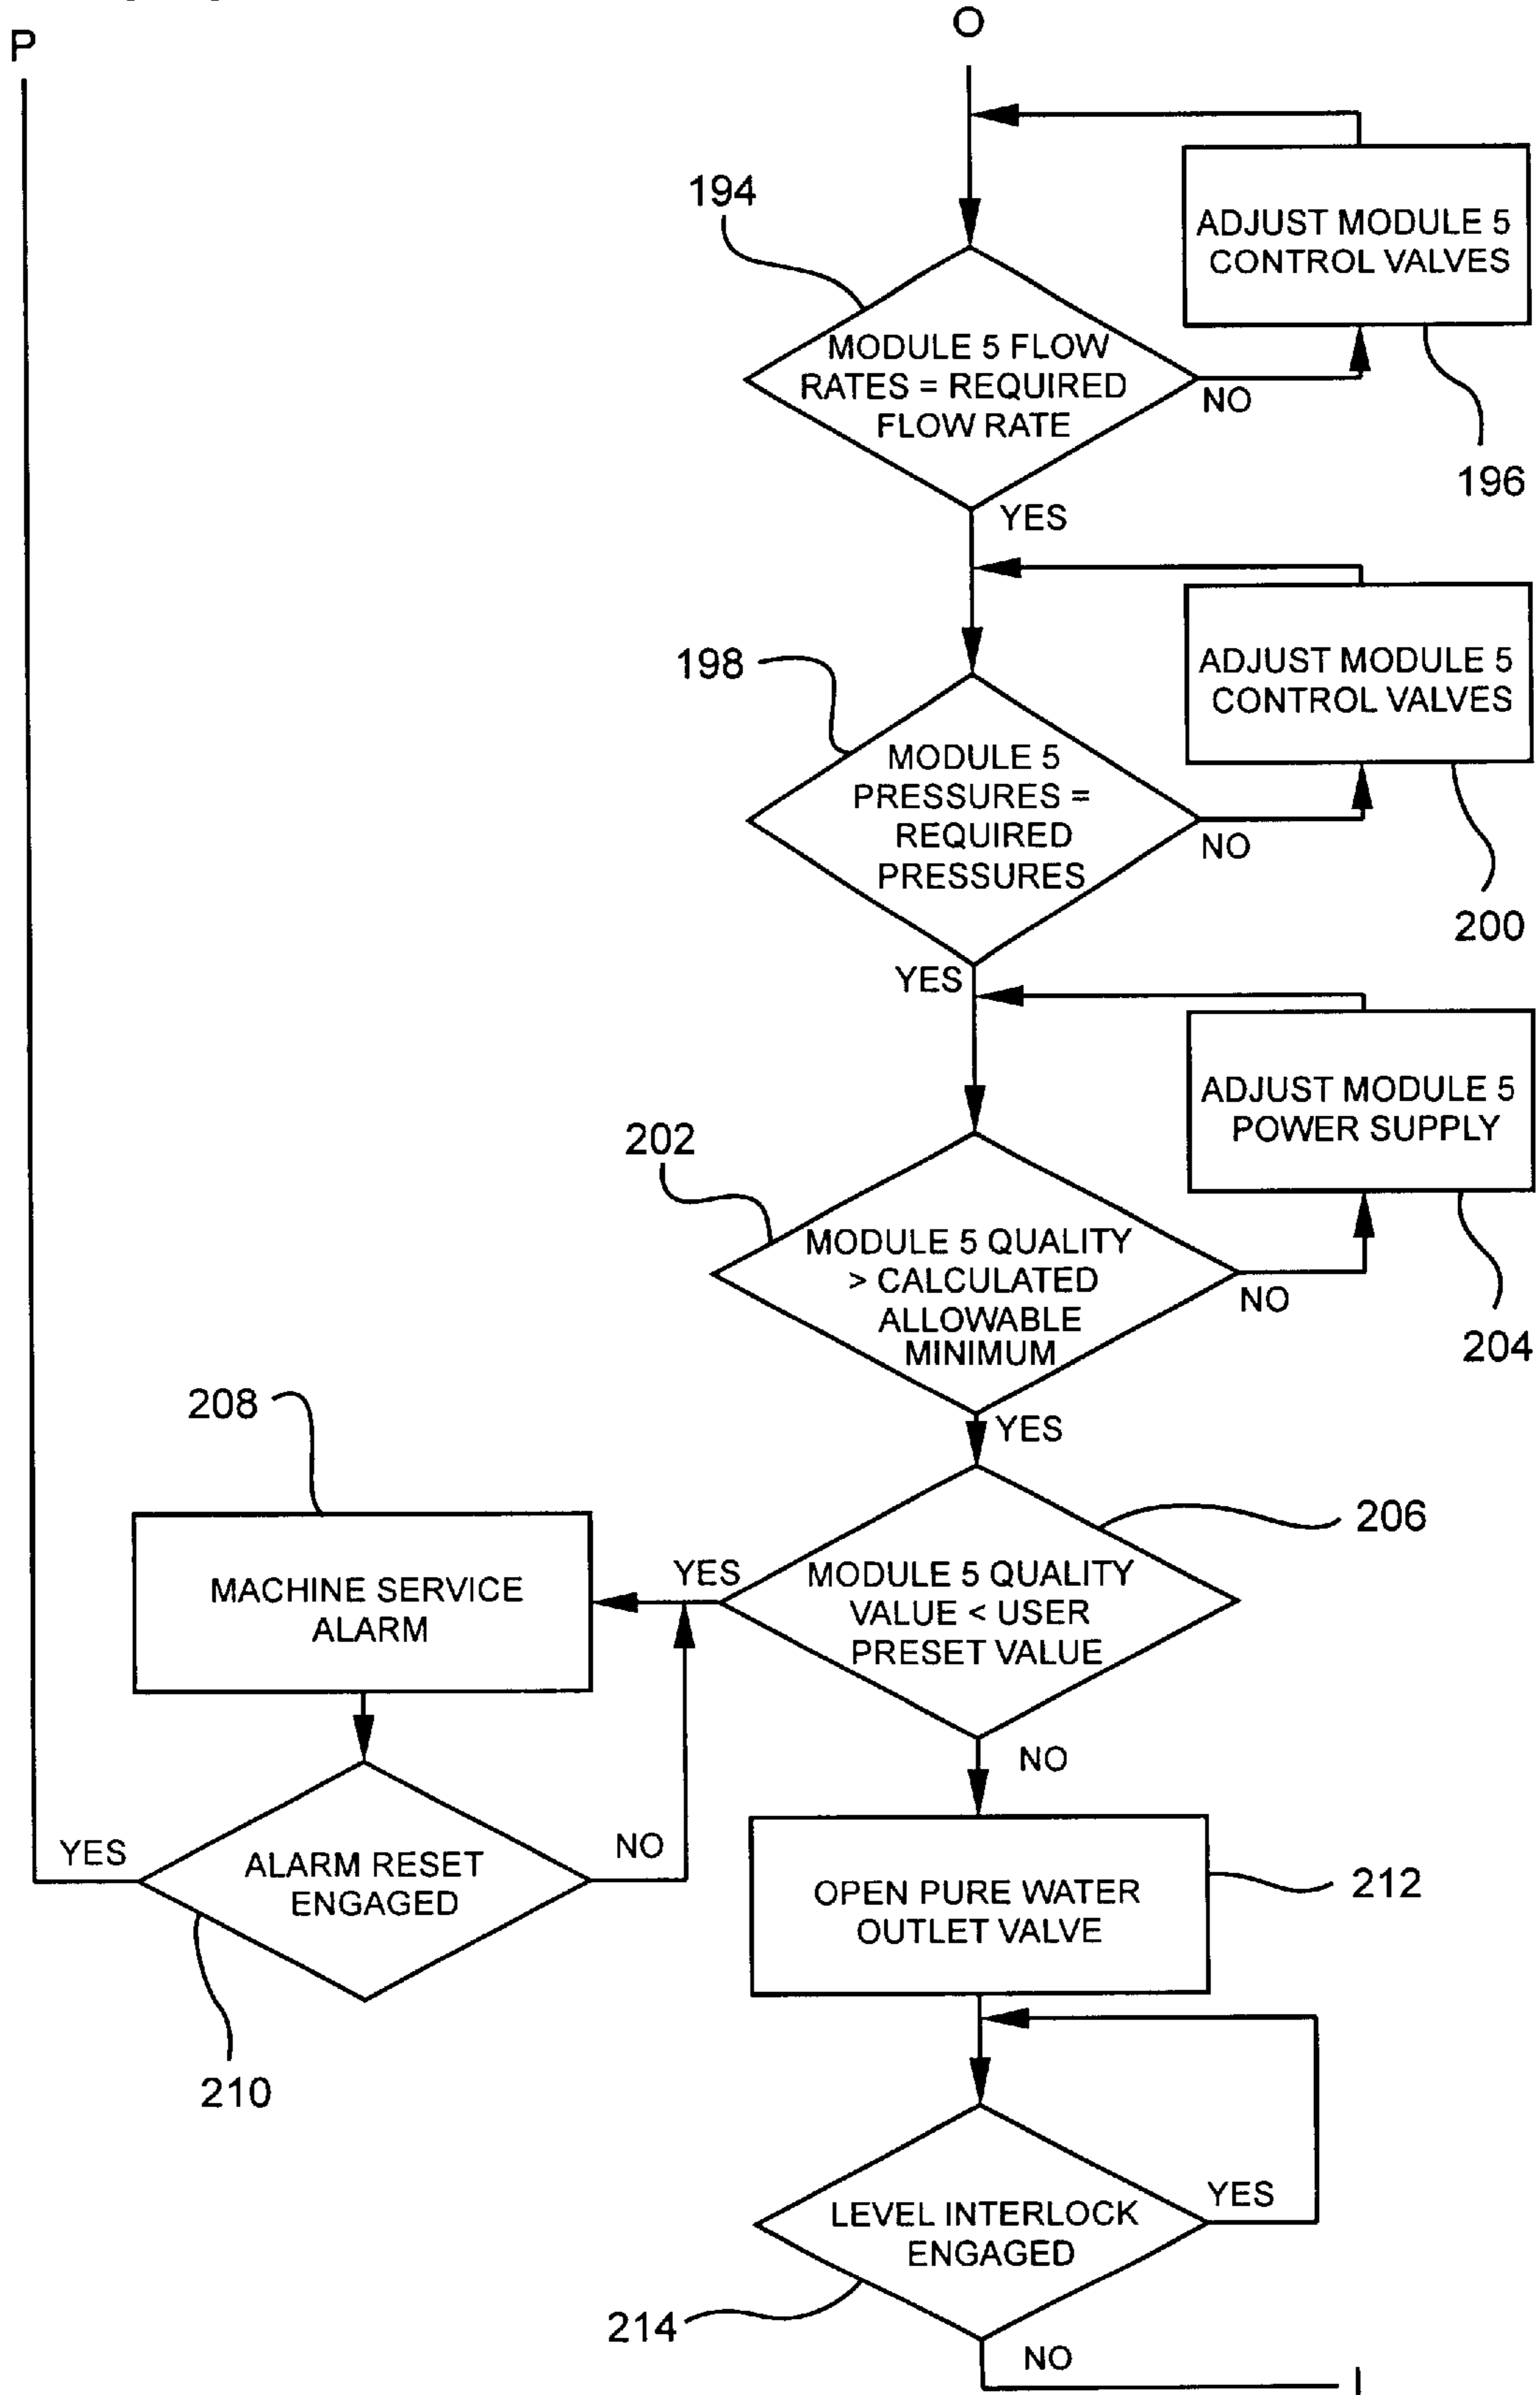 P
O
194
ADJUST MODULE 5
CONTROL VALVES
MODULE 5 FLOW
RATES = REQUIRED
FLOW RATE
NO
196
YES
198
ADJUST MODULE 5
CONTROL VALVES
MODULE 5
PRESSURES =
REQUIRED
PRESSURES
NO
200
YES
202
ADJUST MODULE 5
POWER SUPPLY
MODULE 5 QUALITY
> CALCULATED
ALLOWABLE
MINIMUM
NO
204
YES
208
206
MACHINE SERVICE
ALARM
YES
MODULE 5 QUALITY
VALUE < USER
PRESET VALUE
NO
YES
ALARM RESET
ENGAGED
NO
210
OPEN PURE WATER
OUTLET VALVE
212
LEVEL INTERLOCK
ENGAGED
YES
214
NO
I